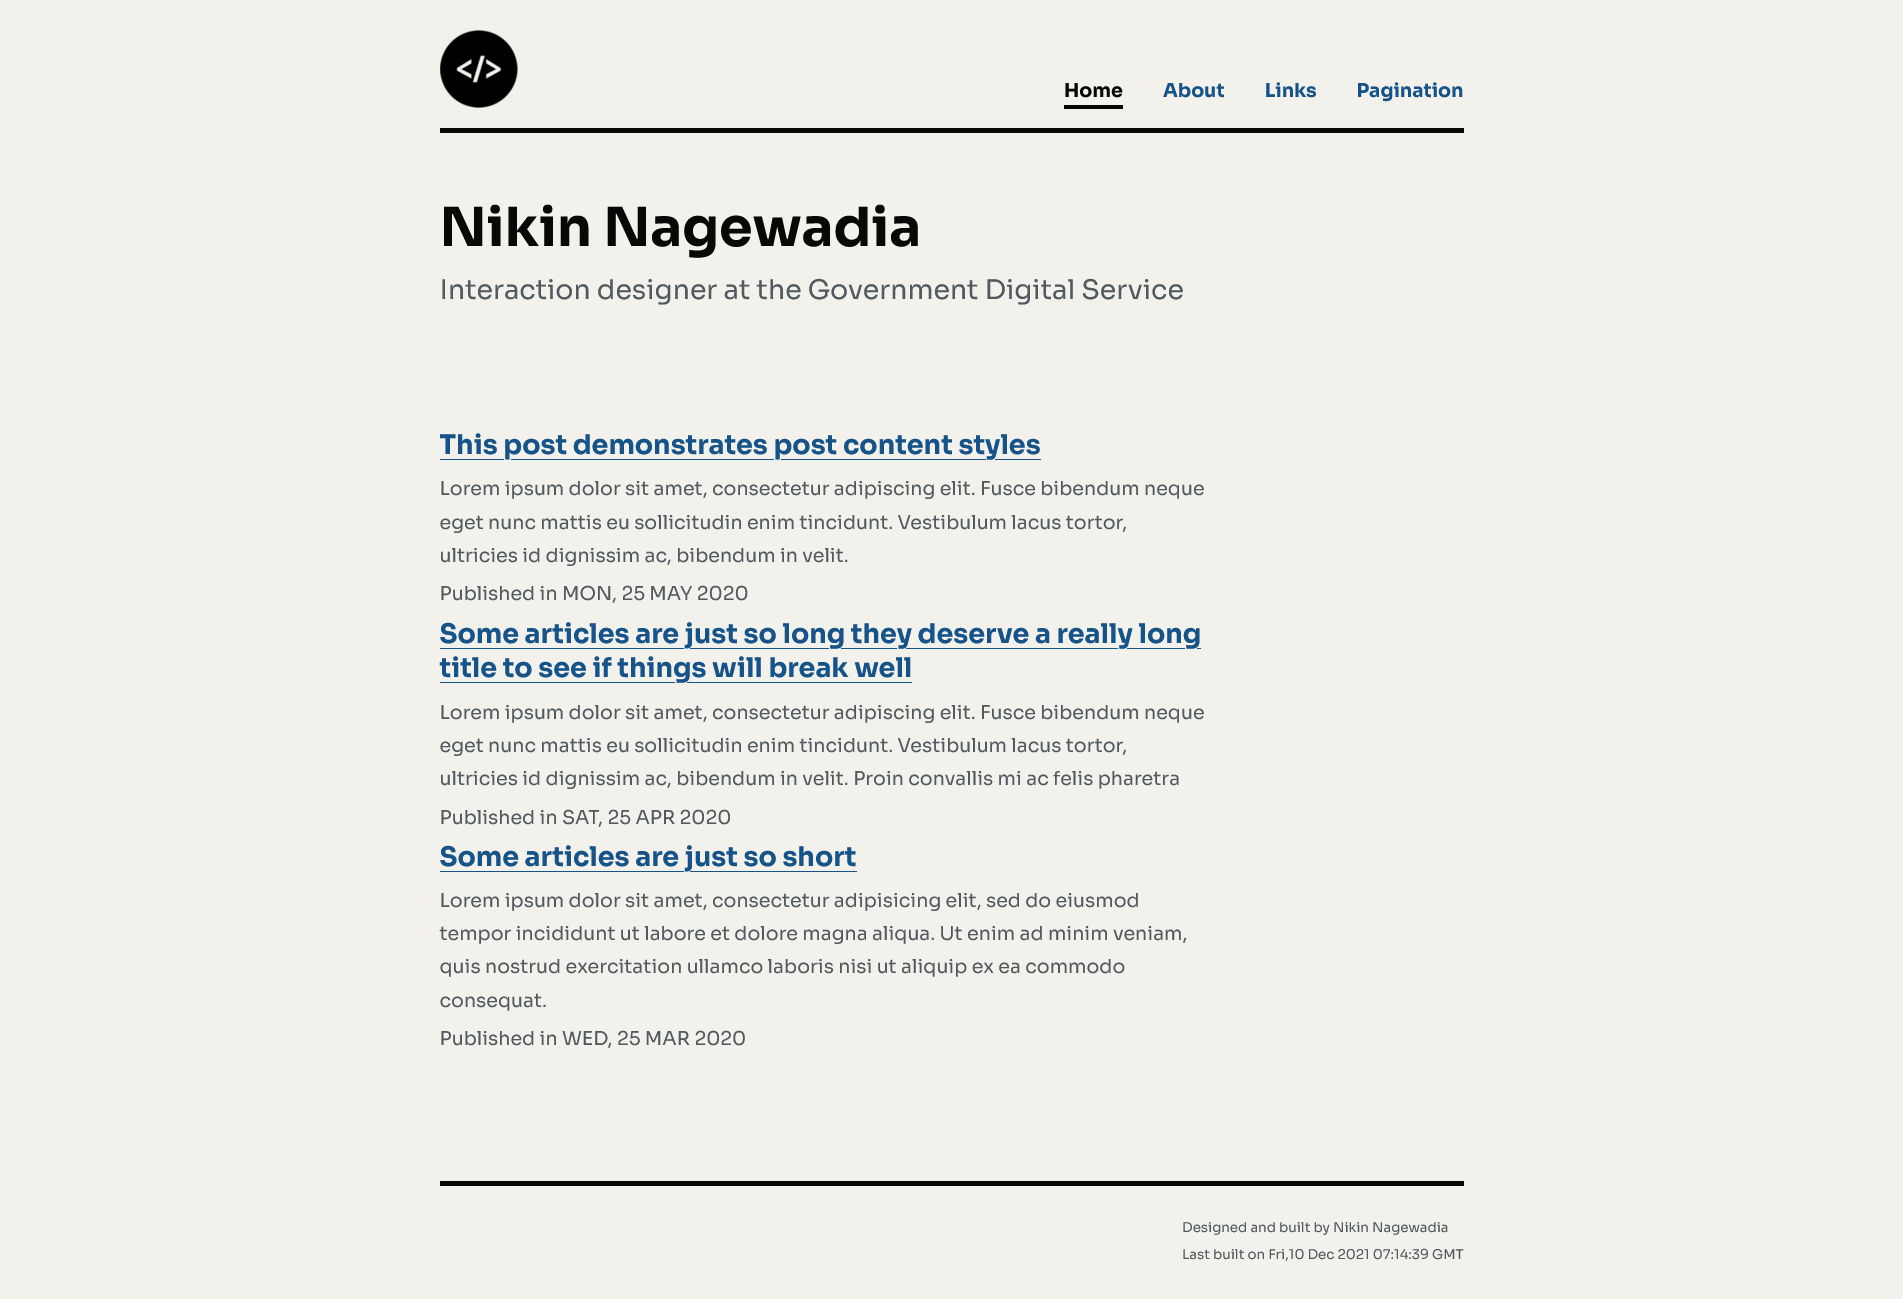 </>
Home About Links Pagination
Nikin Nagewadia
Interaction designer at the Government Digital Service
This post demonstrates post content styles
Lorem ipsum dolor sit amet, consectetur adipiscing elit. Fusce bibendum neque
eget nunc mattis eu sollicitudin enim tincidunt. Vestibulum lacus tortor,
ultricies id dignissim ac, bibendum in velit.
Published in MON, 25 MAY 2020
Some articles are just so long they deserve a really long
title to see if things will break well
Lorem ipsum dolor sit amet, consectetur adipiscing elit. Fusce bibendum neque
eget nunc mattis eu sollicitudin enim tincidunt. Vestibulum lacus tortor,
ultricies id dignissim ac, bibendum in velit. Proin convallis mi ac felis pharetra
Published in SAT, 25 APR 2020
Some articles are just so short
Lorem ipsum dolor sit amet, consectetur adipisicing elit, sed do eiusmod
tempor incididunt ut labore et dolore magna aliqua. Ut enim ad minim veniam,
quis nostrud exercitation ullamco laboris nisi ut aliquip ex ea commodo
consequat.
Published in WED, 25 MAR 2020
Designed and built by Nikin Nagewadia
Last built on Fri,10 Dec 2021 07:14:39 GMT